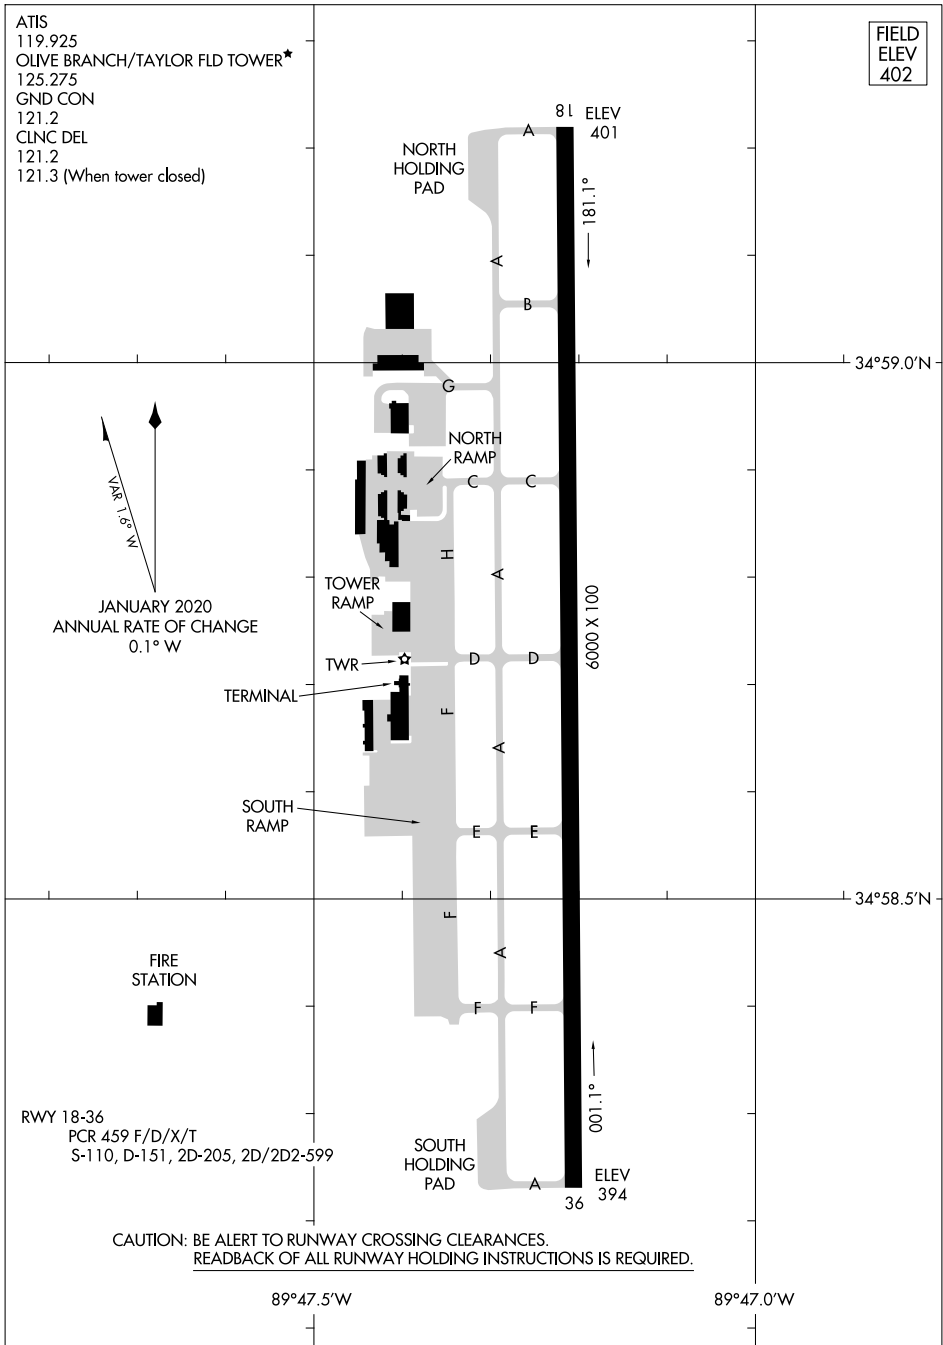 ATIS
119.925
OLIVE BRANCH/TAYLOR FLD TOWER★
125.275
GND CON
121.2
CLNC DEL
121.2
121.3 (When tower closed)
FIELD
ELEV
402
18
ELEV
401
A
NORTH
HOLDING
PAD
181.1°
A
B
34°59.0'N
G
NORTH
RAMP
C
C
VAR 1.6° W
H
A
JANUARY 2020
ANNUAL RATE OF CHANGE
0.1° W
TOWER
RAMP
6000 X 100
TWR
D
D
TERMINAL
F
A
SOUTH
RAMP
E
E
34°58.5'N
F
A
FIRE
STATION
F
F
001.1°
RWY 18-36
PCR 459 F/D/X/T
S-110, D-151, 2D-205, 2D/2D2-599
SOUTH
HOLDING
PAD
A
ELEV
394
36
CAUTION: BE ALERT TO RUNWAY CROSSING CLEARANCES.
READBACK OF ALL RUNWAY HOLDING INSTRUCTIONS IS REQUIRED.
89°47.5'W
89°47.0'W